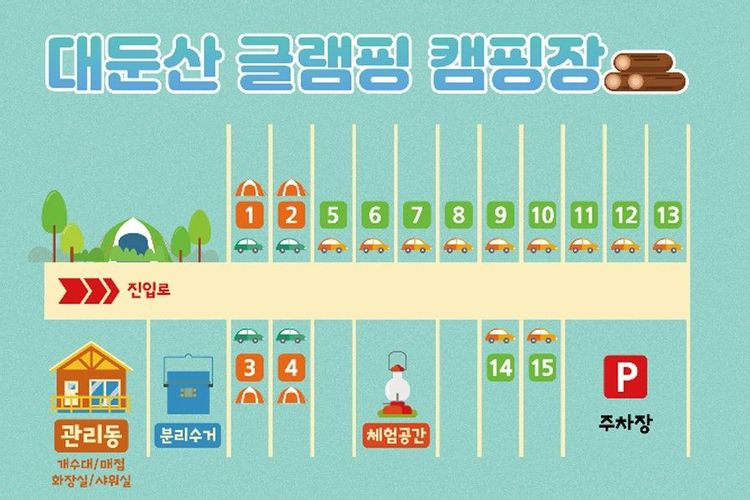 대둔산 글램핑 캠핑장
1 2 5 6 7 8 9 10 11 12 13
진입로
3 4 14 15
P
주차장
관리동
분리수거
체험공간
개수대/매점
화장실/샤워실